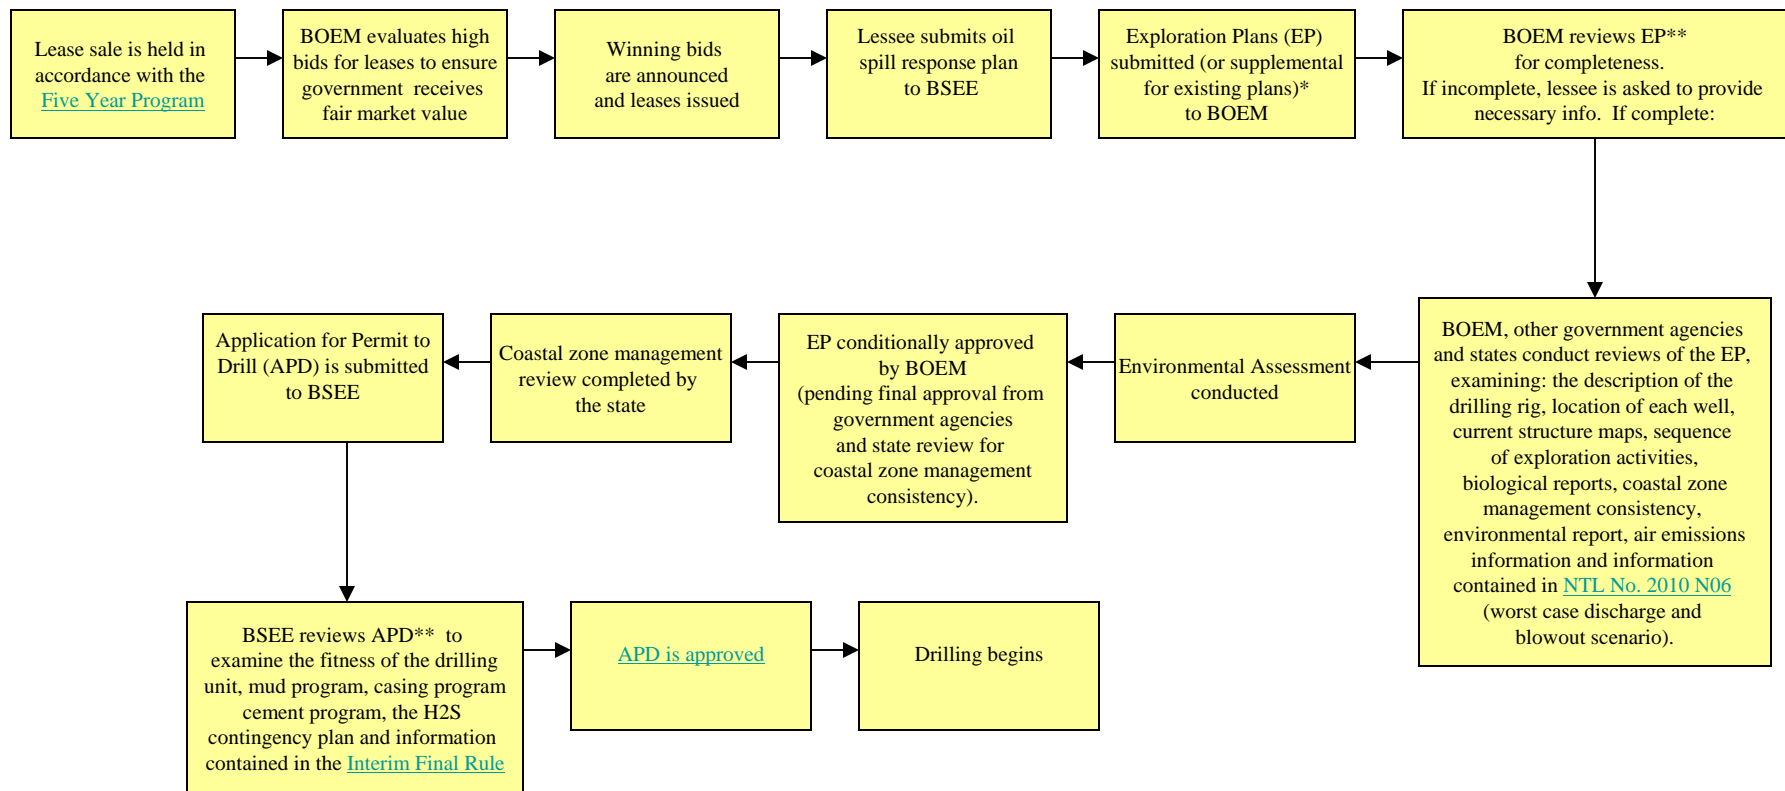 Lease sale is held in
accordance with the
Five Year Program
BOEM evaluates high
bids for leases to ensure
government receives
fair market value
Winning bids
are announced
and leases issued
Lessee submits oil
spill response plan
to BSEE
Exploration Plans (EP)
submitted (or supplemental
for existing plans)*
to BOEM
BOEM reviews EP**
for completeness.
If incomplete, lessee is asked to provide
necessary info. If complete:
BOEM, other government agencies
and states conduct reviews of the EP,
examining: the description of the
drilling rig, location of each well,
current structure maps, sequence
of exploration activities,
biological reports, coastal zone
management consistency,
environmental report, air emissions
information and information
contained in NTL No. 2010 N06
(worst case discharge and
blowout scenario).
Environmental Assessment
conducted
EP conditionally approved
by BOEM
(pending final approval from
government agencies
and state review for
coastal zone management
consistency).
Coastal zone management
review completed by
the state
Application for Permit to
Drill (APD) is submitted
to BSEE
BSEE reviews APD** to
examine the fitness of the drilling
unit, mud program, casing program
cement program, the H2S
contingency plan and information
contained in the Interim Final Rule
APD is approved
Drilling begins